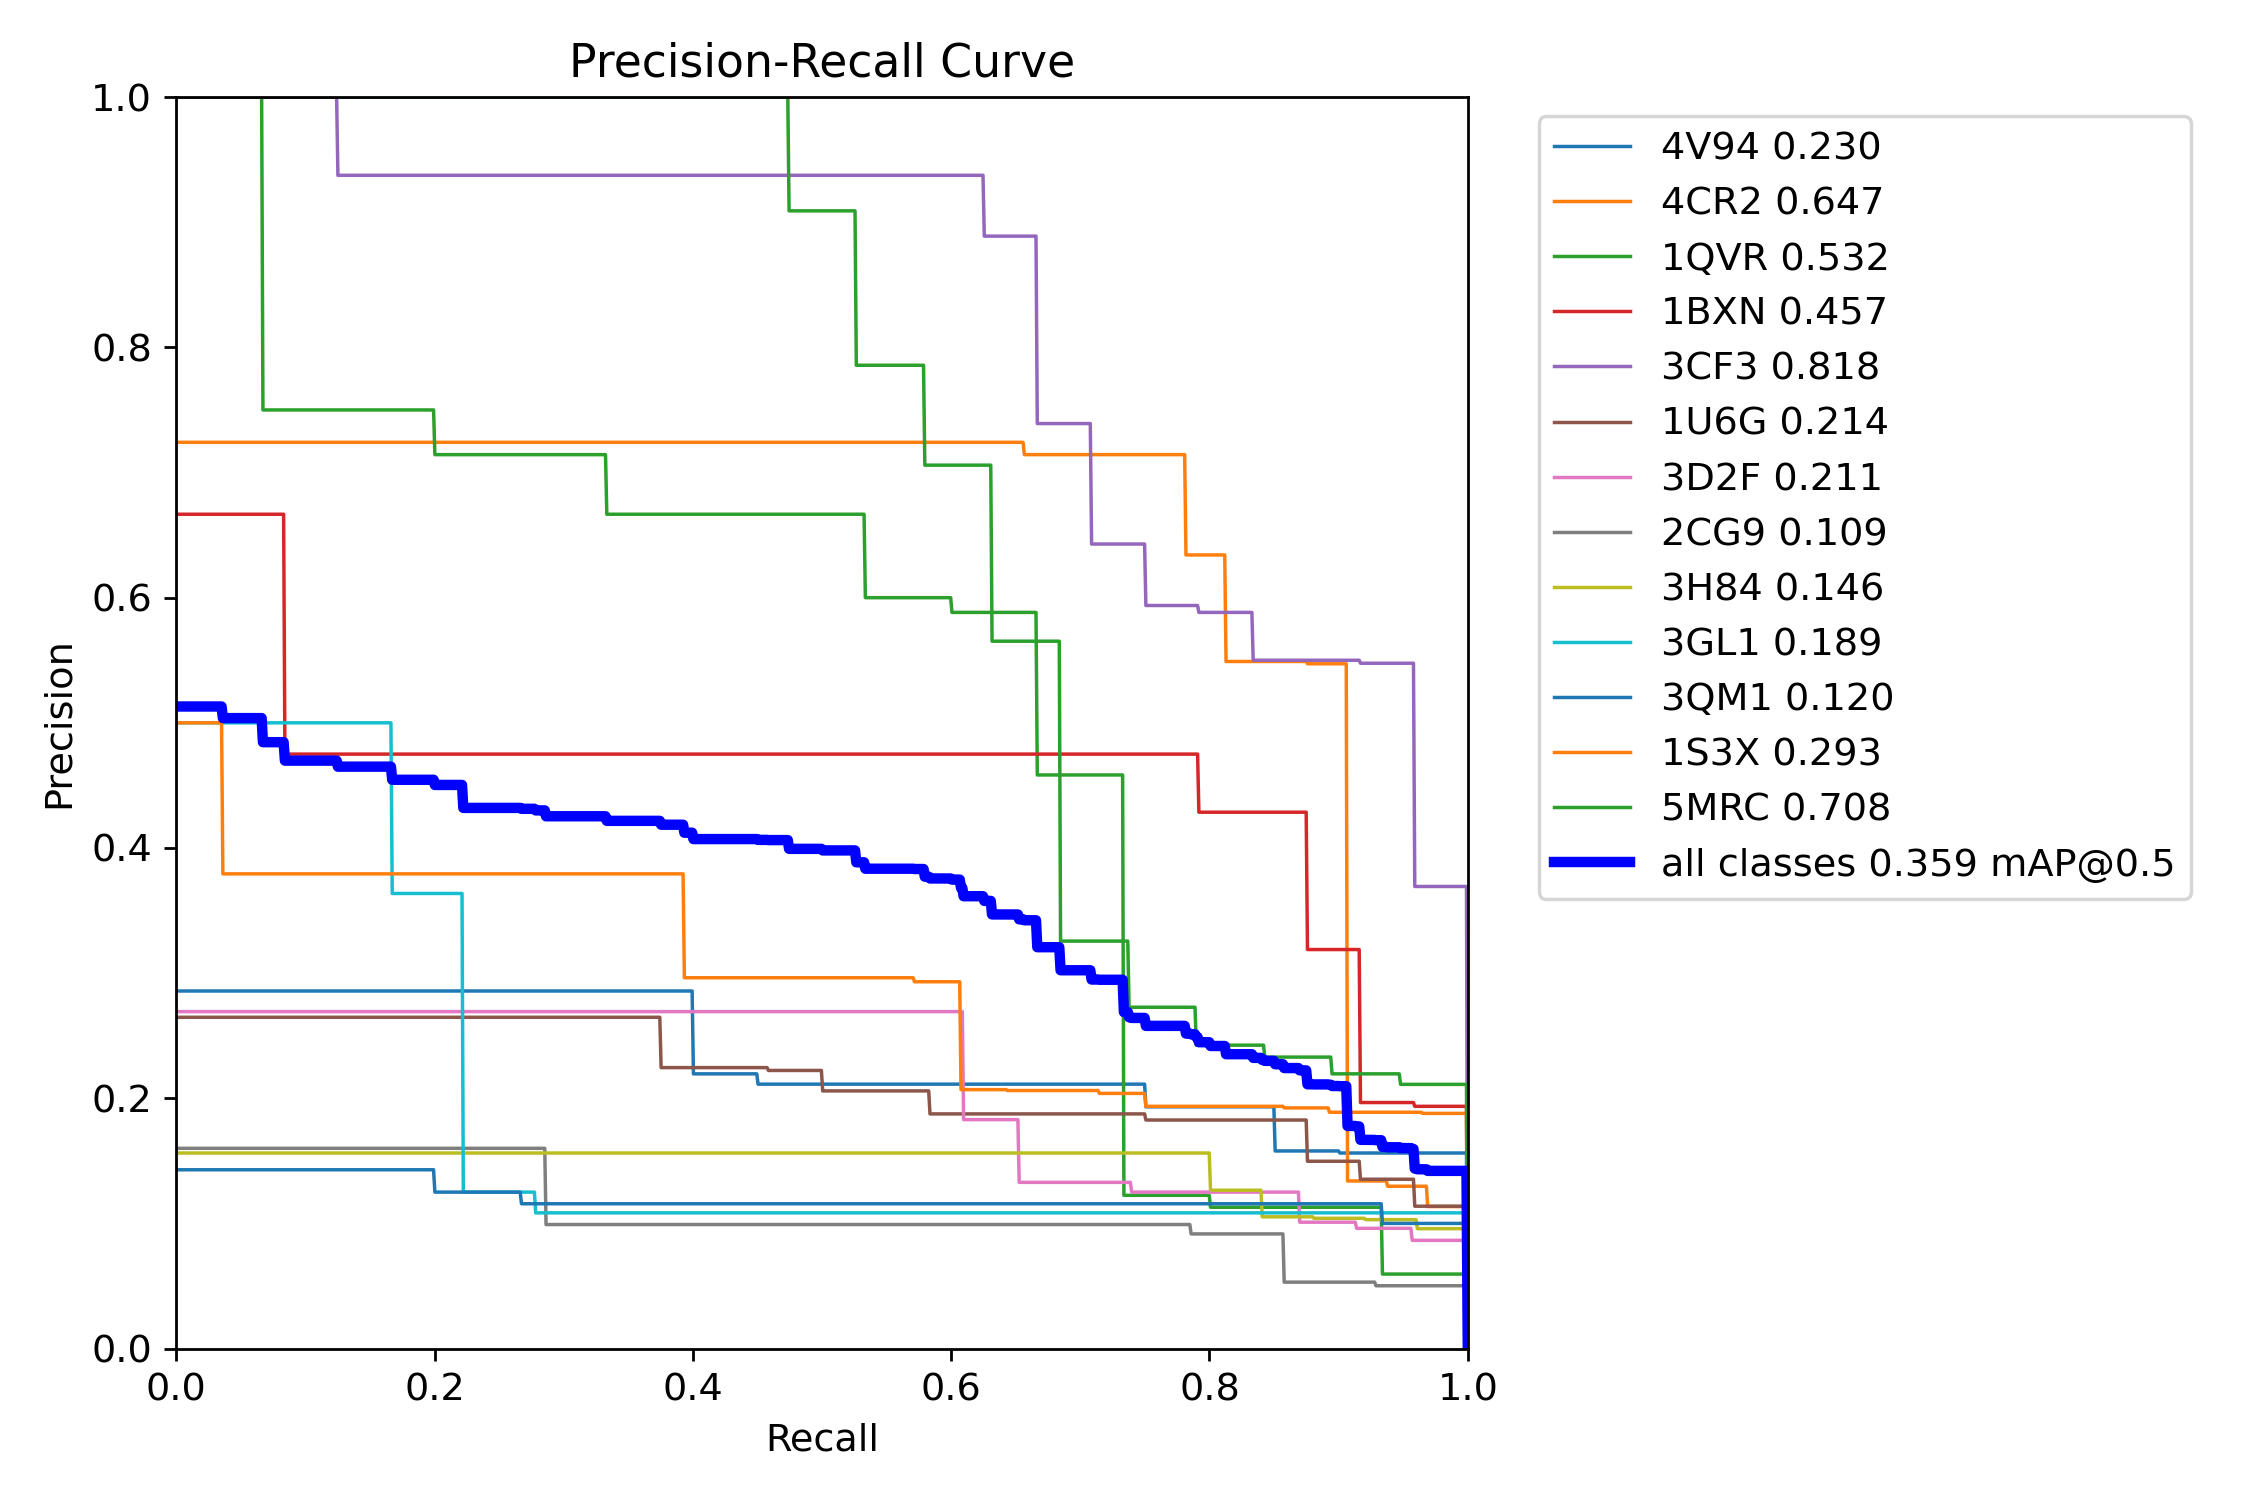 Precision-Recall Curve
1.0
0.8
0.6
0.4
0.2
0.0
Precision
0.0 0.2 0.4 0.6 0.8 1.0
Recall
4V94 0.230
4CR2 0.647
1QVR 0.532
1BXN 0.457
3CF3 0.818
1U6G 0.214
3D2F 0.211
2CG9 0.109
3H84 0.146
3GL1 0.189
3QM1 0.120
1S3X 0.293
5MRC 0.708
all classes 0.359 mAP@0.5